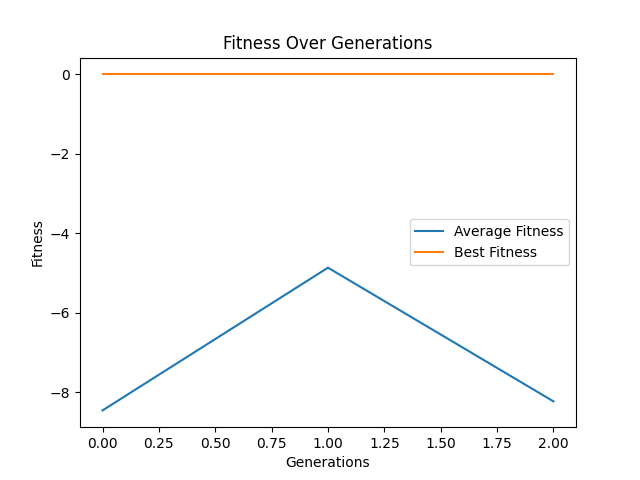 Fitness Over Generations
Fitness
0
−2
−4
−6
−8
Average Fitness
Best Fitness
0.00 0.25 0.50 0.75 1.00 1.25 1.50 1.75 2.00
Generations